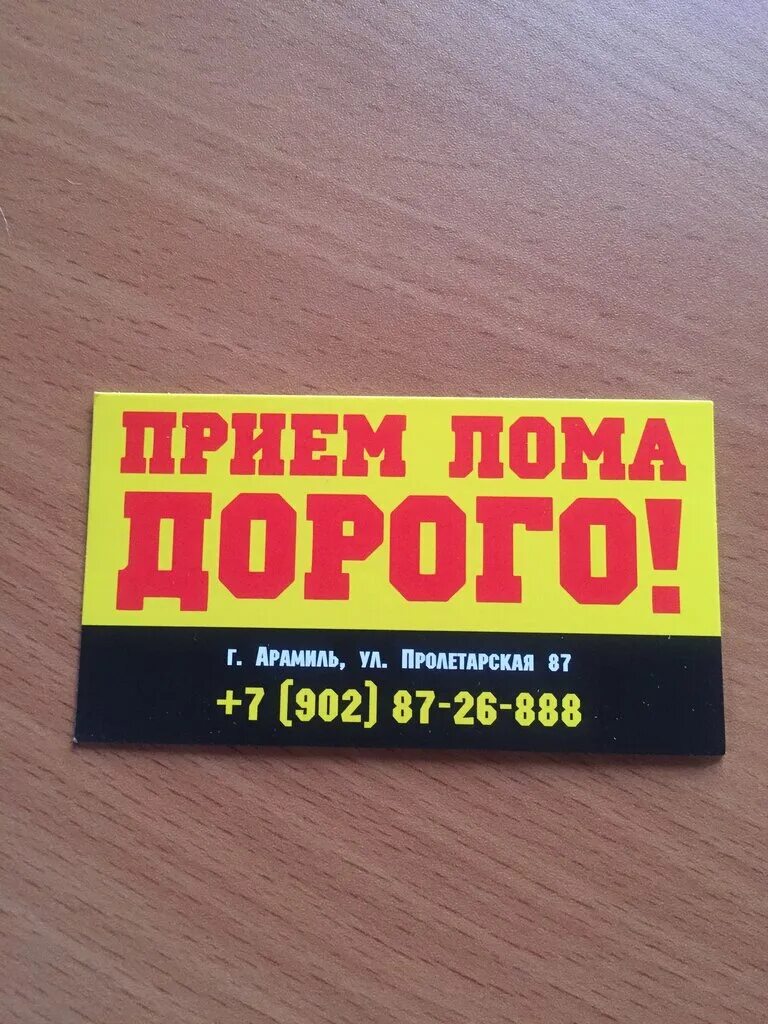 ПРИЕМ ЛОМА
ДОРОГО!
г. Арамиль, ул. Пролетарская 87
+7 (902) 87-26-888